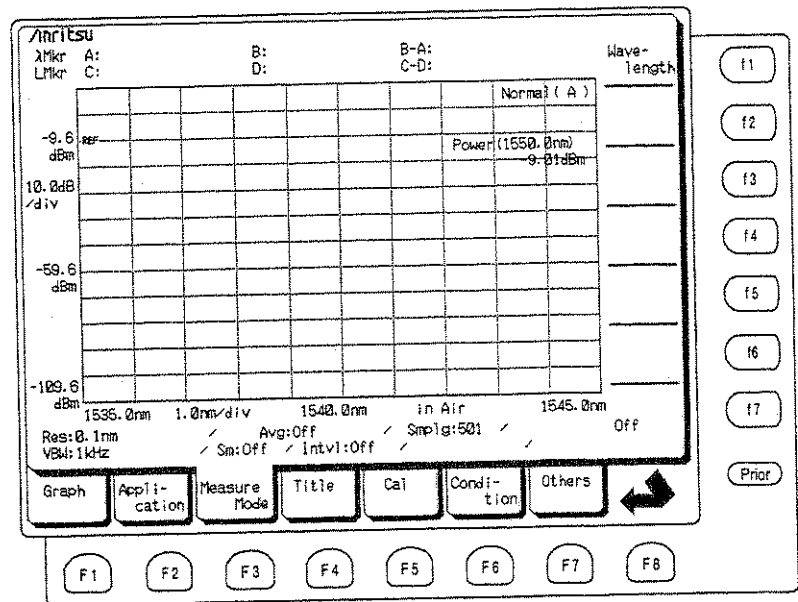 Anritsu
λMkr A: B: B-A:
LMkr C: D: C-D:
Wave-
length
Normal(A)
-9.6 REF
dBm
Power(1550.0nm)
-9.01dBm
10.0dB
/div
-59.6
dBm
-109.6
dBm
1535.0nm 1.0nm/div 1540.0nm in Air 1545.0nm
Res:0.1nm / Avg:Off / Smplg:501 / Off
VBW:1kHz / Sm:Off / Intvl:Off / /
Graph
Appli-
cation
Measure
Mode
Title
Cal
Condi-
tion
Others
f1
f2
f3
f4
f5
f6
f7
Prior
F1 F2 F3 F4 F5 F6 F7 F8